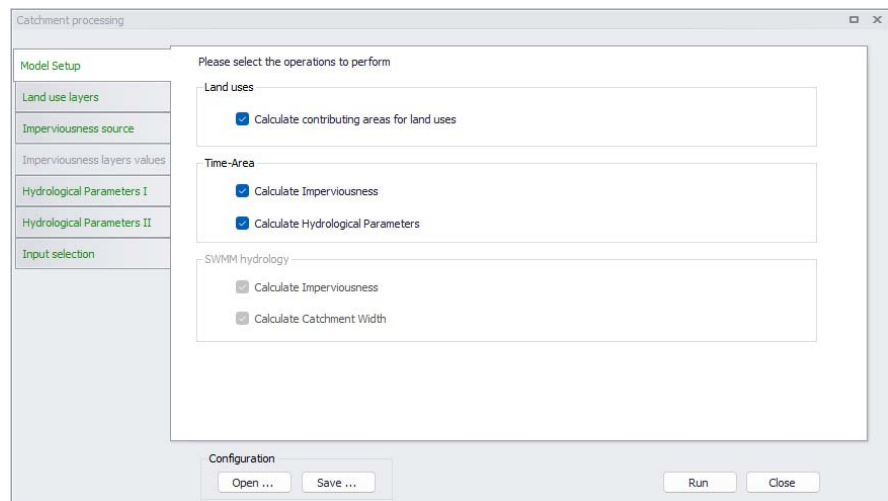 Catchment processing
Model Setup
Land use layers
Imperviousness source
Imperviousness layers values
Hydrological Parameters I
Hydrological Parameters II
Input selection
Please select the operations to perform
Land uses
Calculate contributing areas for land uses
Time-Area
Calculate Imperviousness
Calculate Hydrological Parameters
SWMM hydrology
Calculate Imperviousness
Calculate Catchment Width
Configuration
Open ... Save ... Run Close